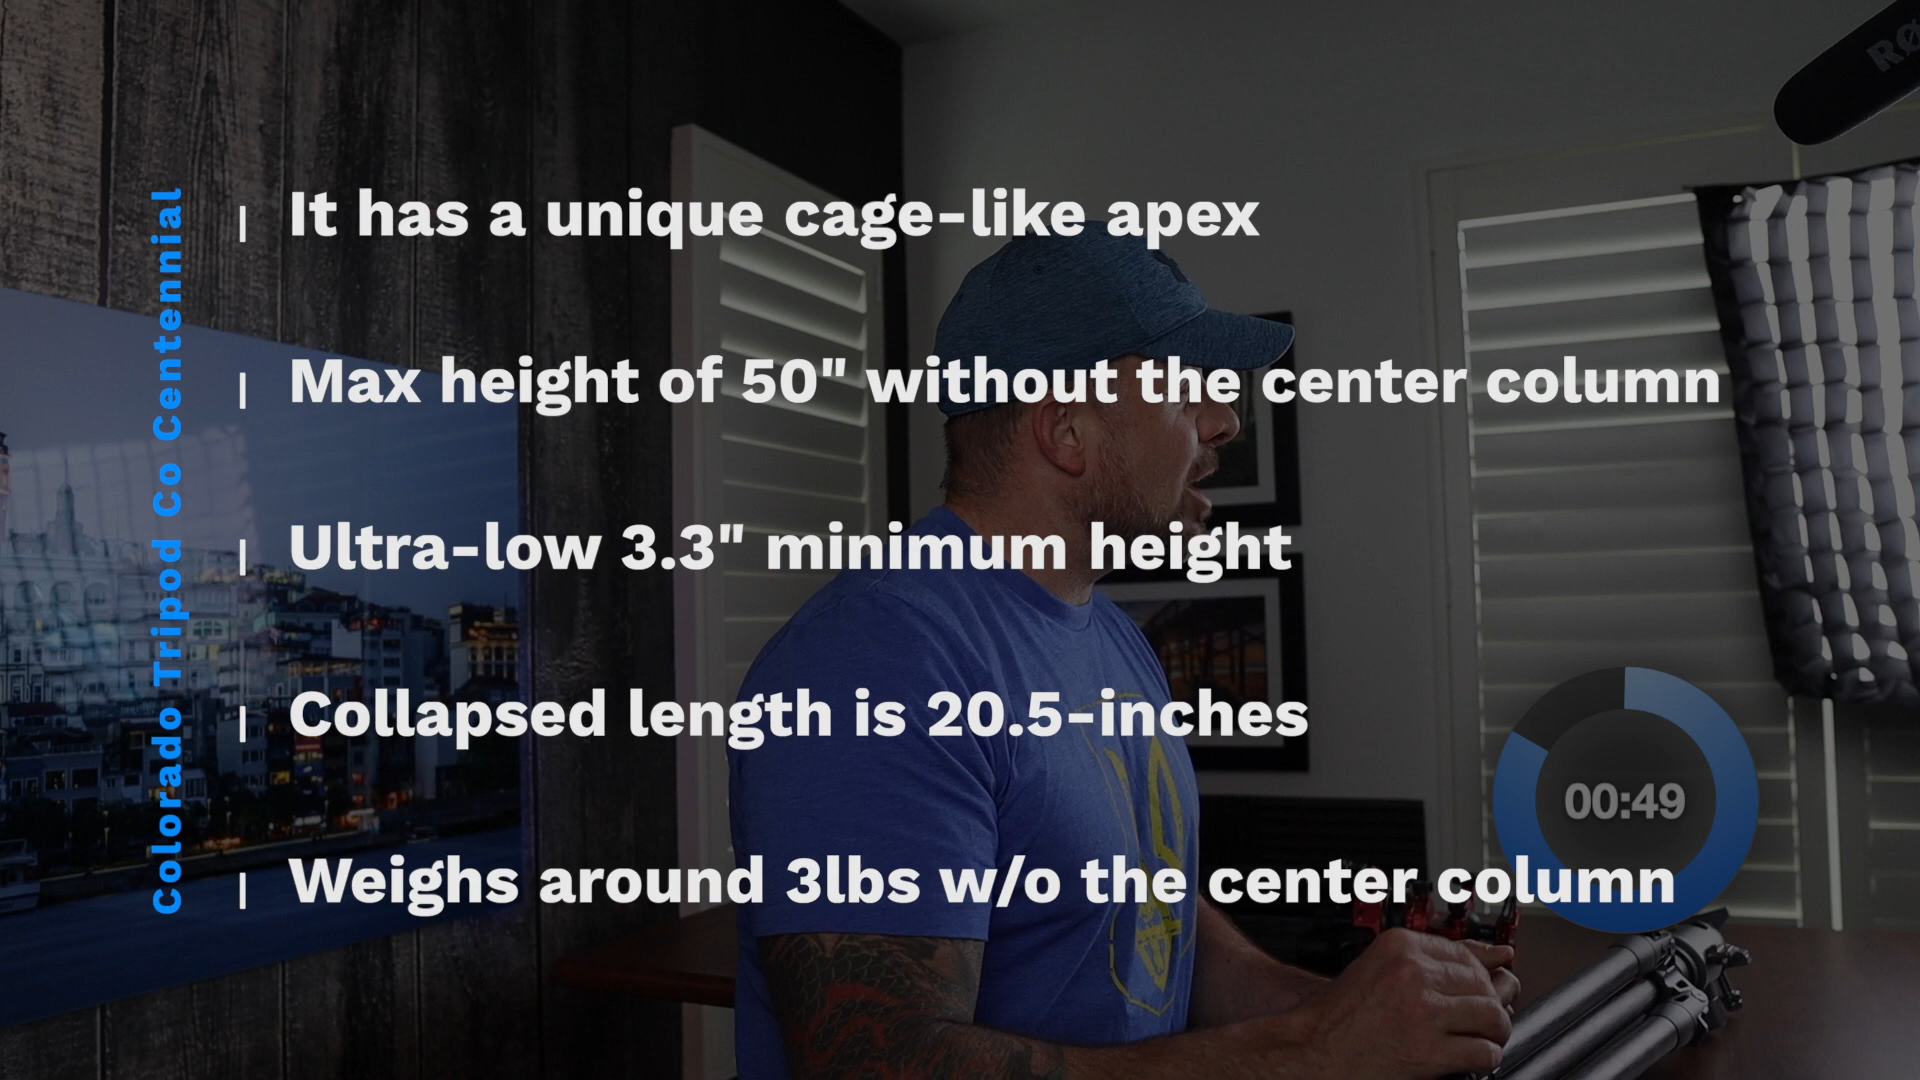 Colorado Tripod Co Centennial
It has a unique cage-like apex
Max height of 50" without the center column
Ultra-low 3.3" minimum height
Collapsed length is 20.5-inches
Weighs around 3lbs w/o the center column
00:49